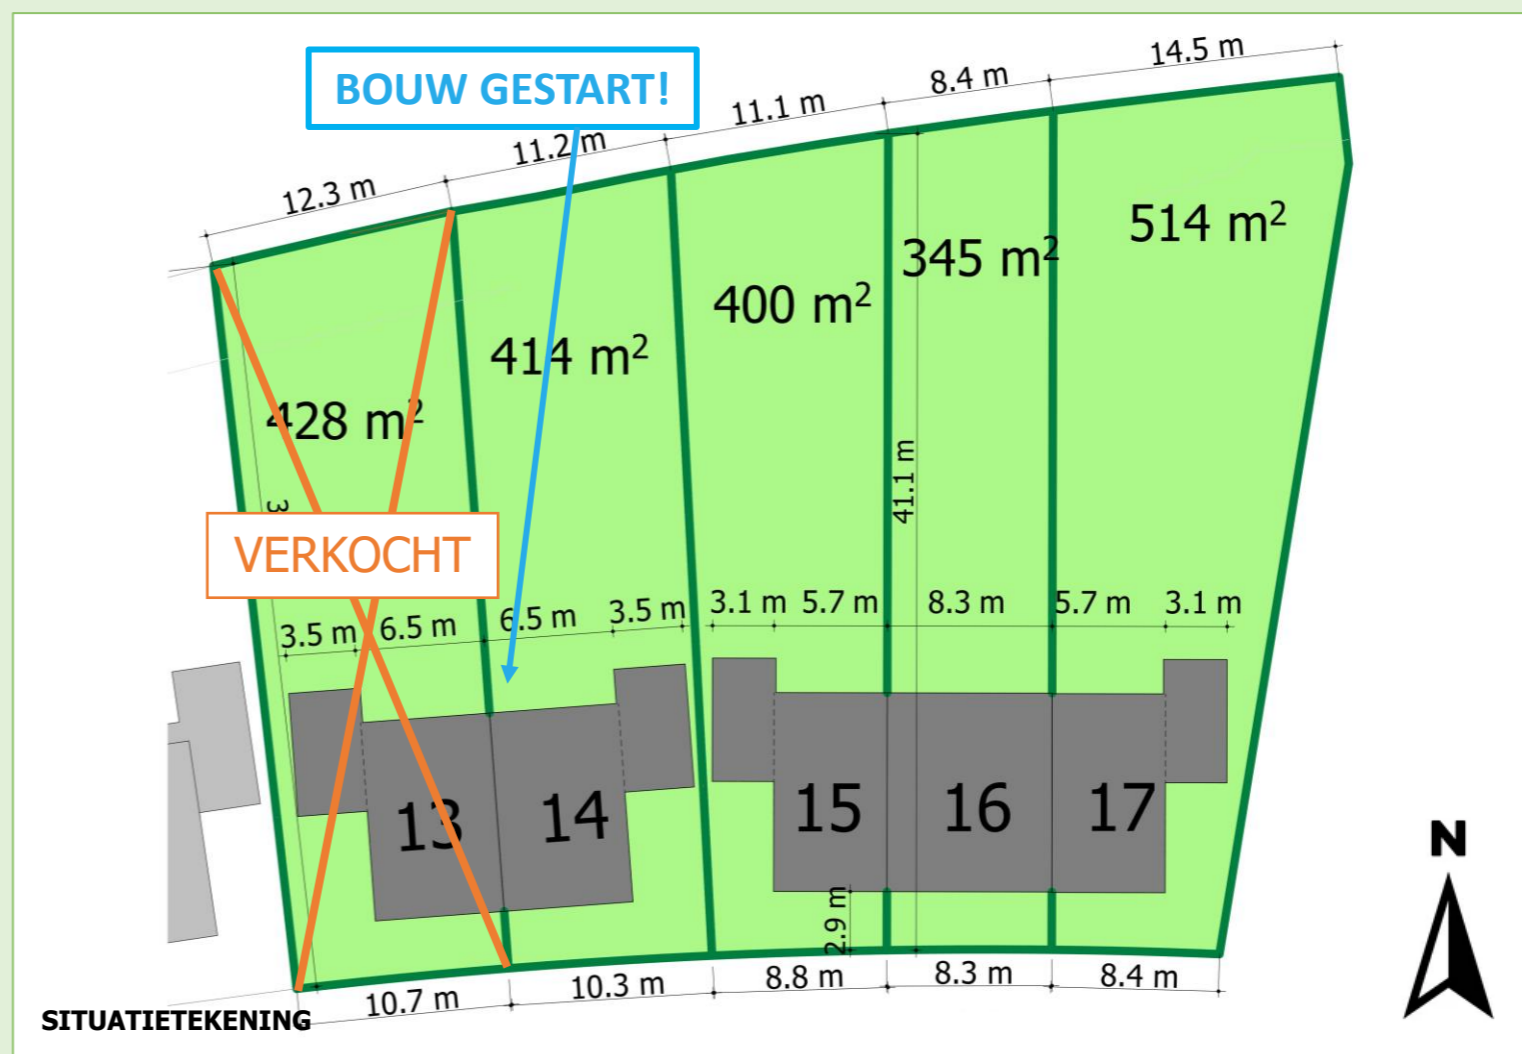 BOUW GESTART!
14.5 m
8.4 m
11.1 m
11.2 m
12.3 m
514 m²
345 m²
400 m²
414 m²
428 m²
41.1 m
3
VERKOCHT
3.5 m 6.5 m 6.5 m 3.5 m 3.1 m 5.7 m 8.3 m 5.7 m 3.1 m
13 14 15 16 17
N
2.9 m
10.7 m 10.3 m 8.8 m 8.3 m 8.4 m
SITUATIETEKENING